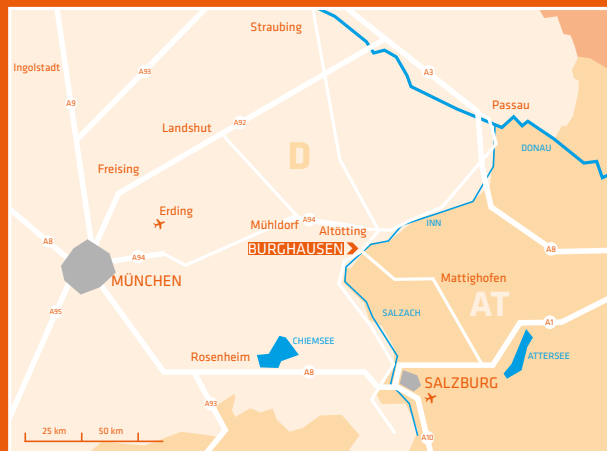 Straubing
Ingolstadt
A93
A3
A9
Passau
A92
Landshut
D
DONAU
Freising
Erding
Mühldorf
A94
Altötting
INN
A8
BURGHAUSEN
A8
A94
MÜNCHEN
Mattighofen
AT
A95
SALZACH
A1
CHIEMSEE
ATTERSEE
Rosenheim
A8
SALZBURG
A93
25 km
50 km
A10